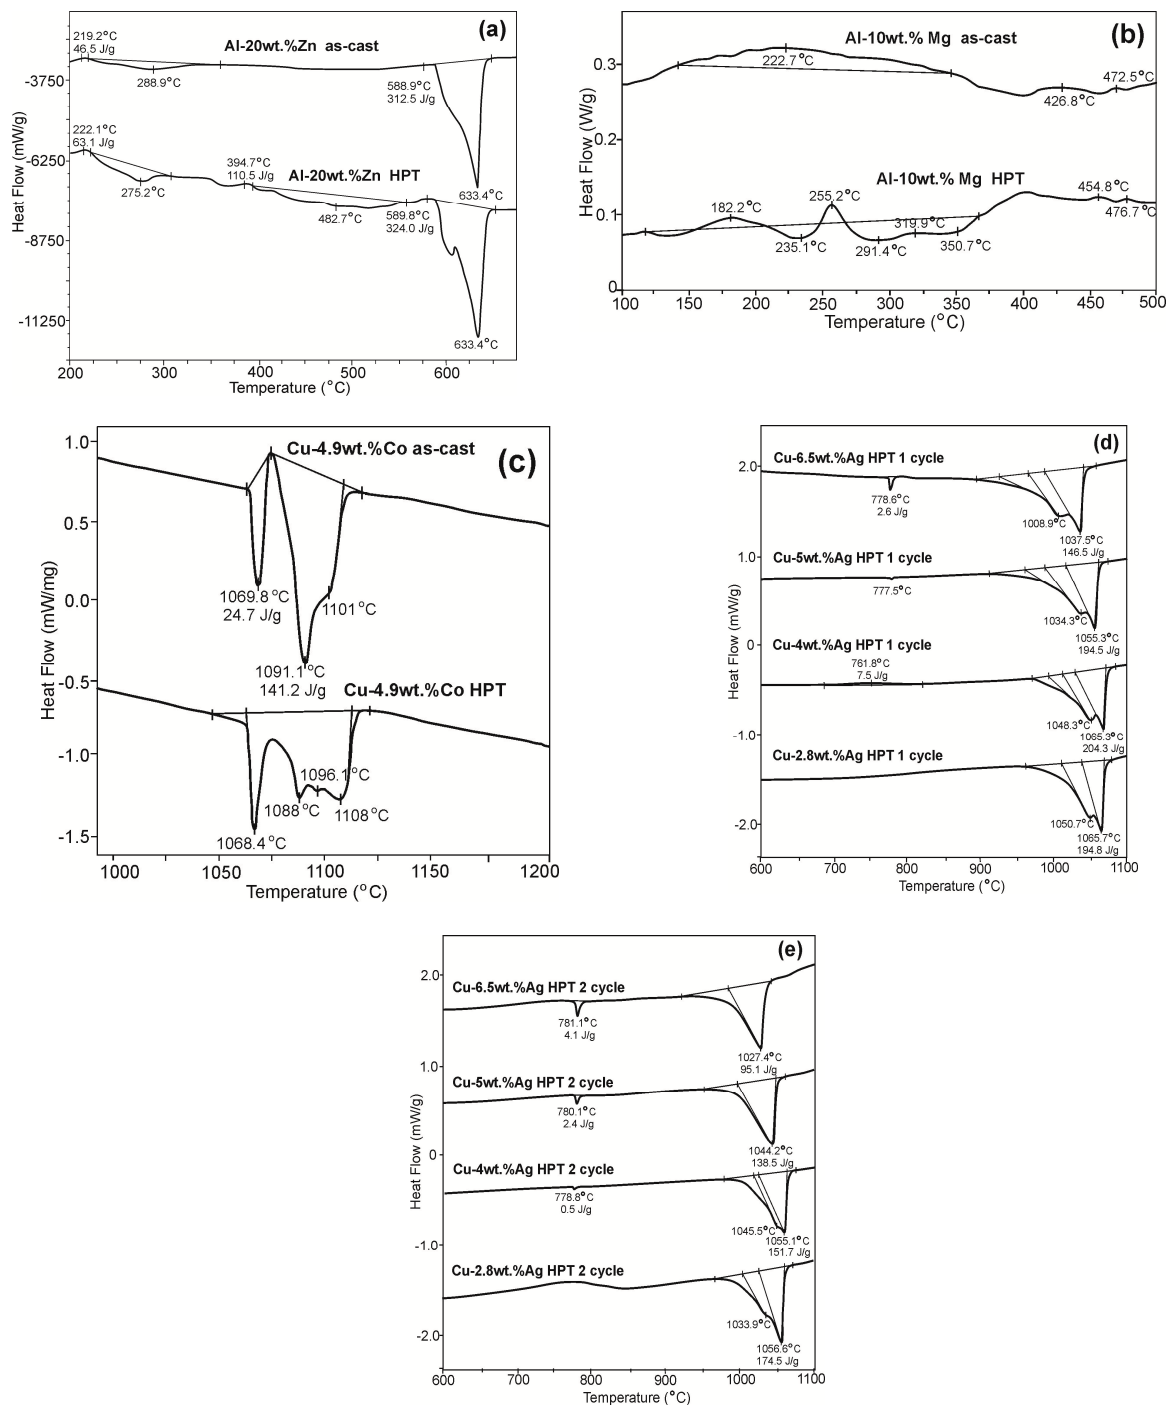 (a)
219.2°C
46.5 J/g
Al-20wt.%Zn as-cast
-3750
288.9°C
588.9°C
312.5 J/g
222.1°C
63.1 J/g
-6250
394.7°C
110.5 J/g
Al-20wt.%Zn HPT
275.2°C
633.4°C
482.7°C
589.8°C
324.0 J/g
-8750
-11250
633.4°C
Heat Flow (mW/g)
200 300 400 500 600
Temperature (°C)
(b)
Al-10wt.% Mg as-cast
0.3
222.7°C
472.5°C
426.8°C
0.2
Al-10wt.% Mg HPT
255.2°C
454.8°C
182.2°C
319.9°C
476.7°C
0.1
235.1°C
291.4°C
350.7°C
0
Heat Flow (W/g)
100 150 200 250 300 350 400 450 500
Temperature (°C)
(c)
1.0
Cu-4.9wt.%Co as-cast
0.5
1069.8°C
24.7 J/g
0.0
1101°C
1091.1°C
141.2 J/g
-0.5
Cu-4.9wt.%Co HPT
-1.0
1096.1°C
1088°C
1108°C
-1.5
1068.4°C
Heat Flow (mW/mg)
1000 1050 1100 1150 1200
Temperature (°C)
(d)
Cu-6.5wt.%Ag HPT 1 cycle
2.0
778.6°C
2.6 J/g
1008.9°C
1037.5°C
146.5 J/g
Cu-5wt.%Ag HPT 1 cycle
1.0
777.5°C
1034.3°C
1055.3°C
194.5 J/g
Cu-4wt.%Ag HPT 1 cycle
0
761.8°C
7.5 J/g
1048.3°C
1065.3°C
204.3 J/g
-1.0
Cu-2.8wt.%Ag HPT 1 cycle
-2.0
1050.7°C
1065.7°C
194.8 J/g
Heat Flow (mW/g)
600 700 800 900 1000 1100
Temperature (°C)
(e)
2.0
Cu-6.5wt.%Ag HPT 2 cycle
781.1°C
4.1 J/g
1027.4°C
95.1 J/g
1.0
Cu-5wt.%Ag HPT 2 cycle
780.1°C
2.4 J/g
1044.2°C
138.5 J/g
0
Cu-4wt.%Ag HPT 2 cycle
778.8°C
0.5 J/g
1045.5°C
1055.1°C
151.7 J/g
-1.0
Cu-2.8wt.%Ag HPT 2 cycle
1033.9°C
-2.0
1056.6°C
174.5 J/g
Heat Flow (mW/g)
600 700 800 900 1000 1100
Temperature (°C)